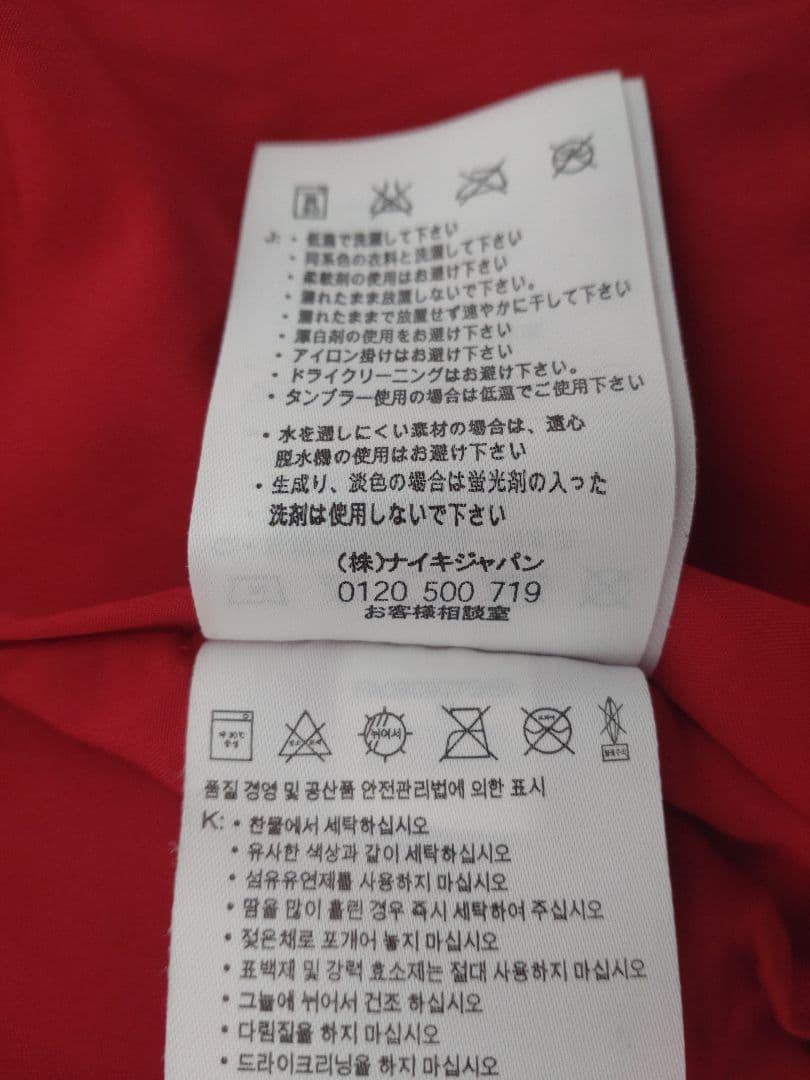 J: ・低温で洗濯して下さい
・同系色の衣料と洗濯して下さい
・柔軟剤の使用はお避け下さい
・濡れたまま放置しないで下さい。
・濡れたままで放置せず速やかに干して下さい
・漂白剤の使用をお避け下さい
・アイロン掛けはお避け下さい
・ドライクリーニングはお避け下さい。
・タンブラー使用の場合は低温でご使用下さい
・水を通しにくい素材の場合は、遠心
脱水機の使用はお避け下さい
・生成り、淡色の場合は蛍光剤の入った
洗剤は使用しないで下さい
(株)ナイキジャパン
0120 500 719
お客様相談室
약 30℃
중성
뉘어서
품질 경영 및 공산품 안전관리법에 의한 표시
K: • 찬물에서 세탁하십시오
• 유사한 색상과 같이 세탁하십시오
• 섬유유연제를 사용하지 마십시오
• 땀을 많이 흘린 경우 즉시 세탁하여 주십시오
• 젖은채로 포개어 놓지 마십시오
• 표백제 및 강력 효소제는 절대 사용하지 마십시오
• 그늘에 뉘어서 건조 하십시오
• 다림질을 하지 마십시오
• 드라이크리닝을 하지 마십시오